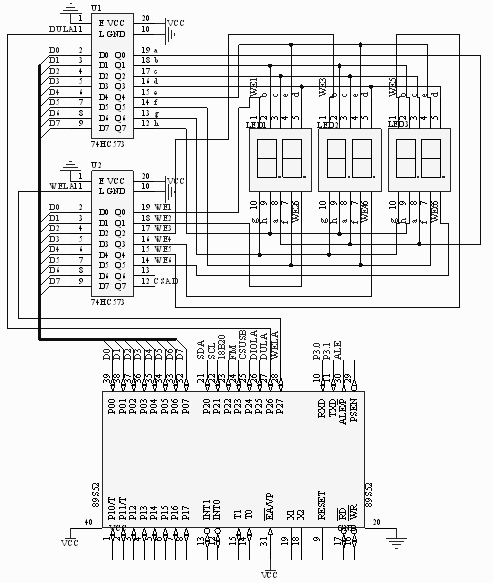 U1
1 E VCC 20 VCC
DULA 11 L GND 10
D0 2 D0 Q0 19 a
D1 3 D1 Q1 18 b
D2 4 D2 Q2 17 c
D3 5 D3 Q3 16 d
D4 6 D4 Q4 15 e
D5 7 D5 Q5 14 f
D6 8 D6 Q6 13 g
D7 9 D7 Q7 12 h
74HC573
WE1 WE3 WE5
b c e d b c e d b c e d
1 2 3 4 5 1 2 3 4 5 1 2 3 4 5
LED1 LED2 LED3
10 9 8 7 6 10 9 8 7 6 10 9 8 7 6
g h a f WE2 g h a f WE4 g h a f WE6
U2
1 E VCC 20 VCC
WELA 11 L GND 10
D0 2 D0 Q0 19 WE1
D1 3 D1 Q1 18 WE2
D2 4 D2 Q2 17 WE3
D3 5 D3 Q3 16 WE4
D4 6 D4 Q4 15 WE5
D5 7 D5 Q5 14 WE6
D6 8 D6 Q6 13
D7 9 D7 Q7 12 CSAD
74HC573
D0 D1 D2 D3 D4 D5 D6 D7 SDA SCL 18B20 FM CSUSB DIOLA DULA WELA P3.0 P3.1 ALE
39 38 37 36 35 34 33 32 21 22 23 24 25 26 27 28 10 11 30 29
P00 P01 P02 P03 P04 P05 P06 P07 P20 P21 P22 P23 P24 P25 P26 P27 RXD TXD ALE/P PSEN
89S52 89S52
P10/T P11/T P12 P13 P14 P15 P16 P17 INT1 INT0 T1 T0 EA/VP X1 X2 RESET RD WR
40 VCC 1 2 3 4 5 6 7 8 13 12 15 14 31 19 18 9 17 16 20
VCC VCC